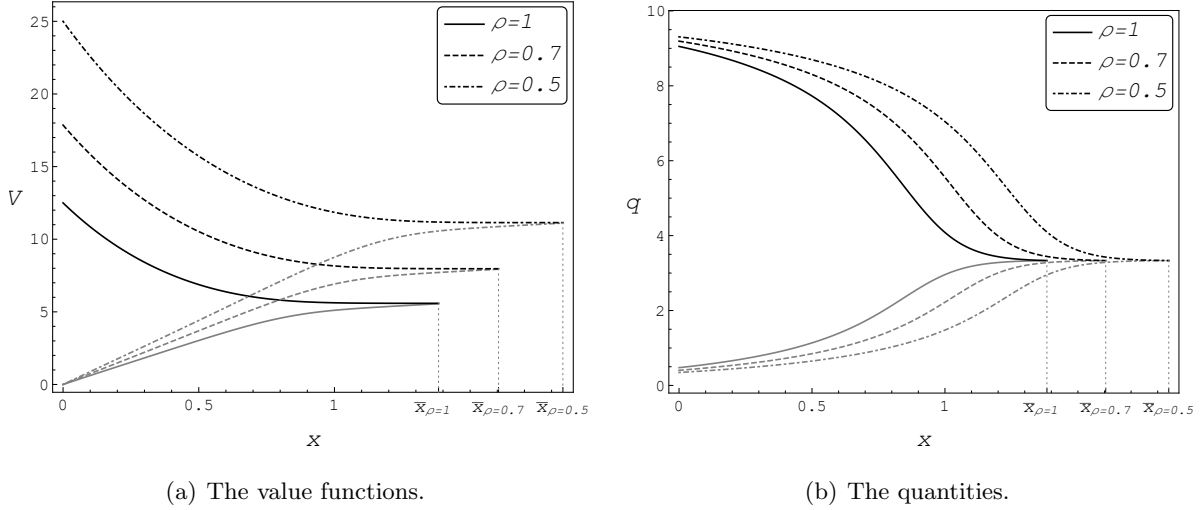 25
20
15
10
5
0
V
0
0.5
1
x̅ρ=1
x̅ρ=0.7
x̅ρ=0.5
x
ρ=1
ρ=0.7
ρ=0.5
(a) The value functions.
10
8
6
4
2
0
q
0
0.5
1
x̅ρ=1
x̅ρ=0.7
x̅ρ=0.5
x
ρ=1
ρ=0.7
ρ=0.5
(b) The quantities.